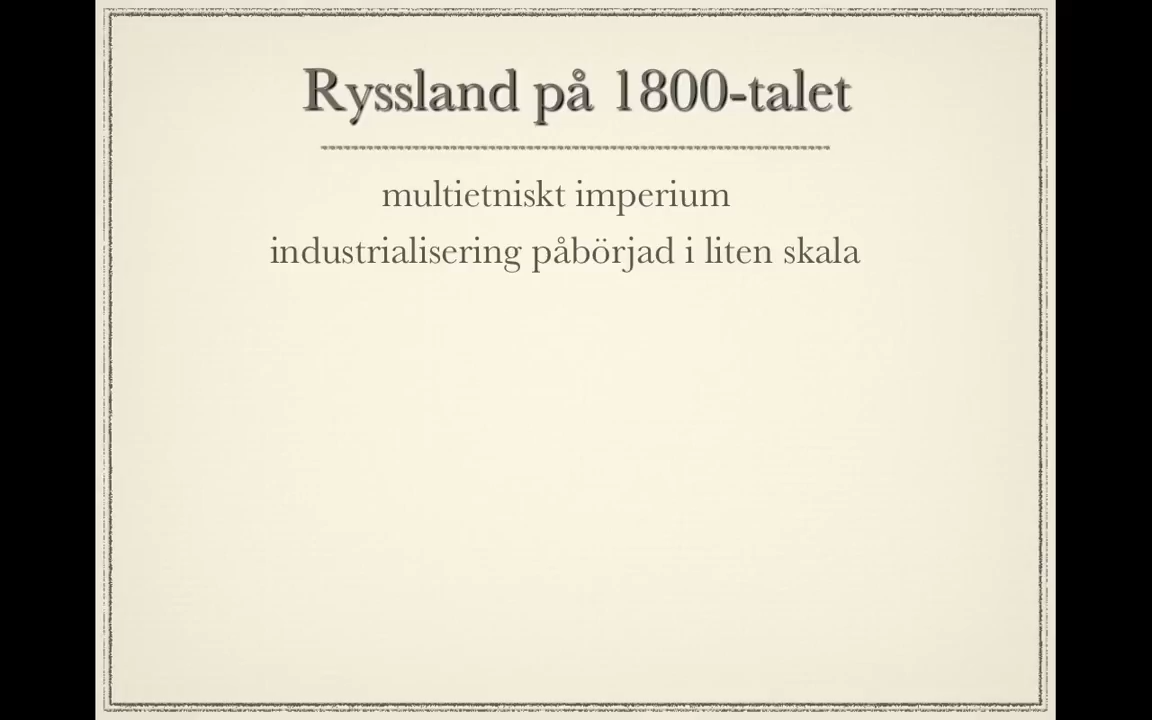 Ryssland på 1800-talet
multietniskt imperium
industrialisering påbörjad i liten skala